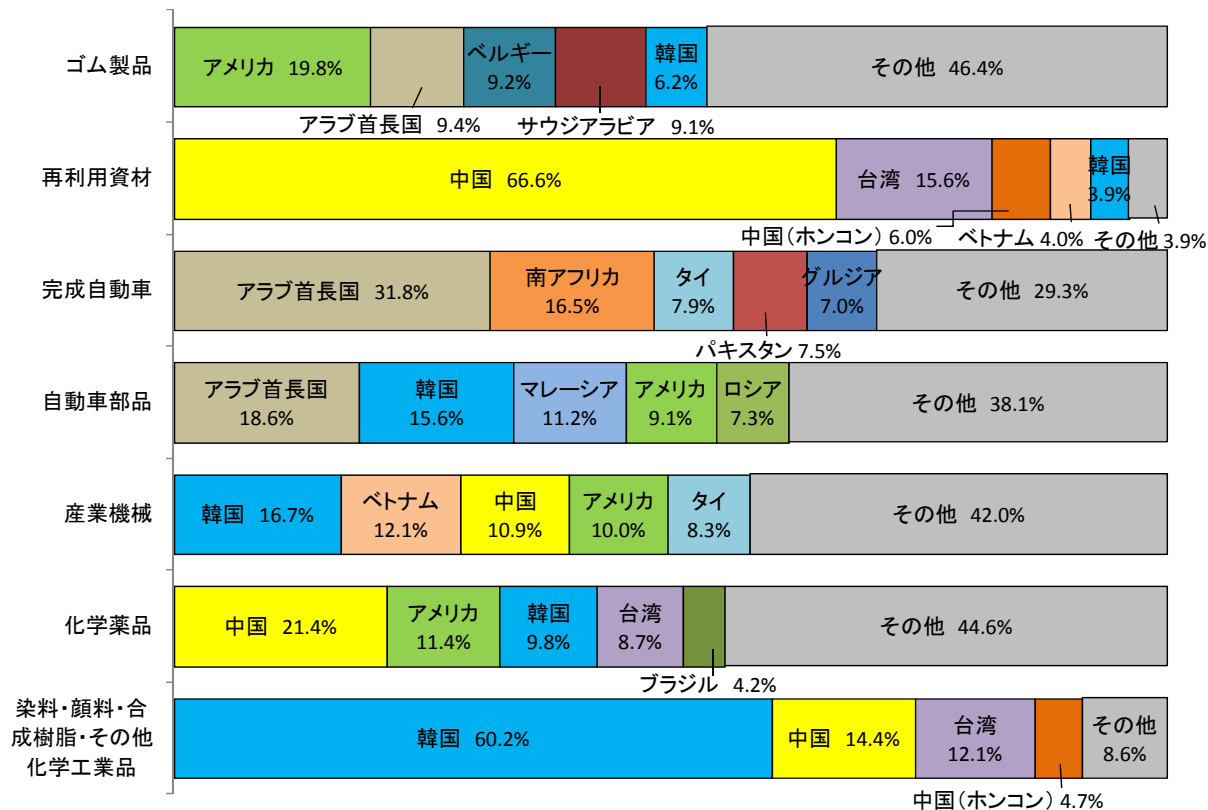 ゴム製品
アメリカ 19.8%
ベルギー
9.2%
韓国
6.2%
その他 46.4%
アラブ首長国 9.4%
サウジアラビア 9.1%
再利用資材
中国 66.6%
台湾 15.6%
韓国
3.9%
中国(ホンコン) 6.0%
ベトナム 4.0%
その他 3.9%
完成自動車
アラブ首長国 31.8%
南アフリカ
16.5%
タイ
7.9%
グルジア
7.0%
その他 29.3%
パキスタン 7.5%
自動車部品
アラブ首長国
18.6%
韓国
15.6%
マレーシア
11.2%
アメリカ
9.1%
ロシア
7.3%
その他 38.1%
産業機械
韓国 16.7%
ベトナム
12.1%
中国
10.9%
アメリカ
10.0%
タイ
8.3%
その他 42.0%
化学薬品
中国 21.4%
アメリカ
11.4%
韓国
9.8%
台湾
8.7%
その他 44.6%
ブラジル 4.2%
染料・顔料・合
成樹脂・その他
化学工業品
韓国 60.2%
中国 14.4%
台湾
12.1%
その他
8.6%
中国(ホンコン) 4.7%